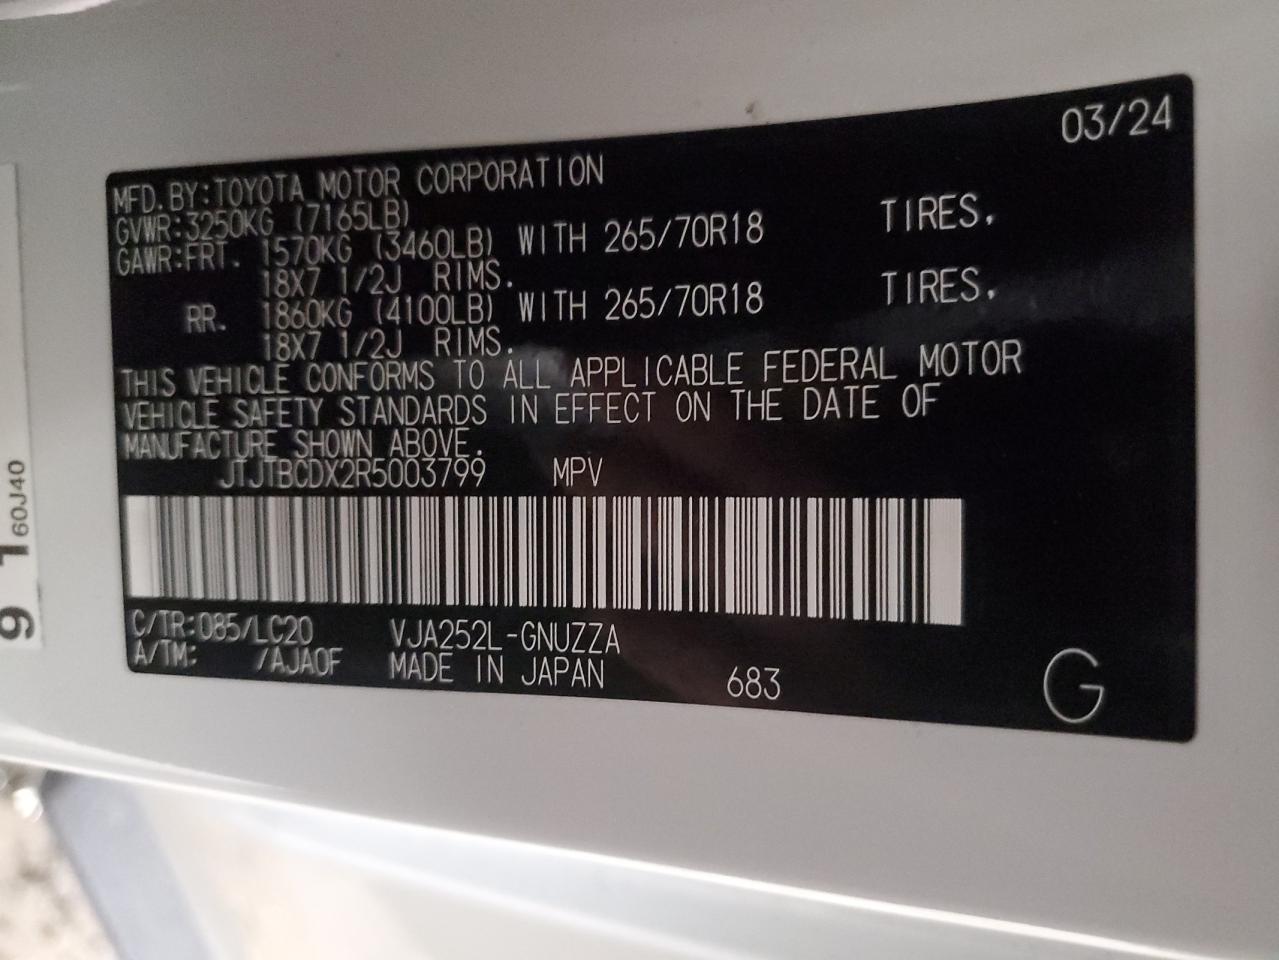 03/24
MFD.BY:TOYOTA MOTOR CORPORATION
GVWR:3250KG (7165LB)
GAWR:FRT. 1570KG (3460LB) WITH 265/70R18 TIRES,
18X7 1/2J RIMS.
RR. 1860KG (4100LB) WITH 265/70R18 TIRES,
18X7 1/2J RIMS.
THIS VEHICLE CONFORMS TO ALL APPLICABLE FEDERAL MOTOR
VEHICLE SAFETY STANDARDS IN EFFECT ON THE DATE OF
MANUFACTURE SHOWN ABOVE.
JTJTBCDX2R5003799 MPV
C/TR:085/LC20 VJA252L-GNUZZA
A/TM: /AJA0F MADE IN JAPAN 683
G
60J40